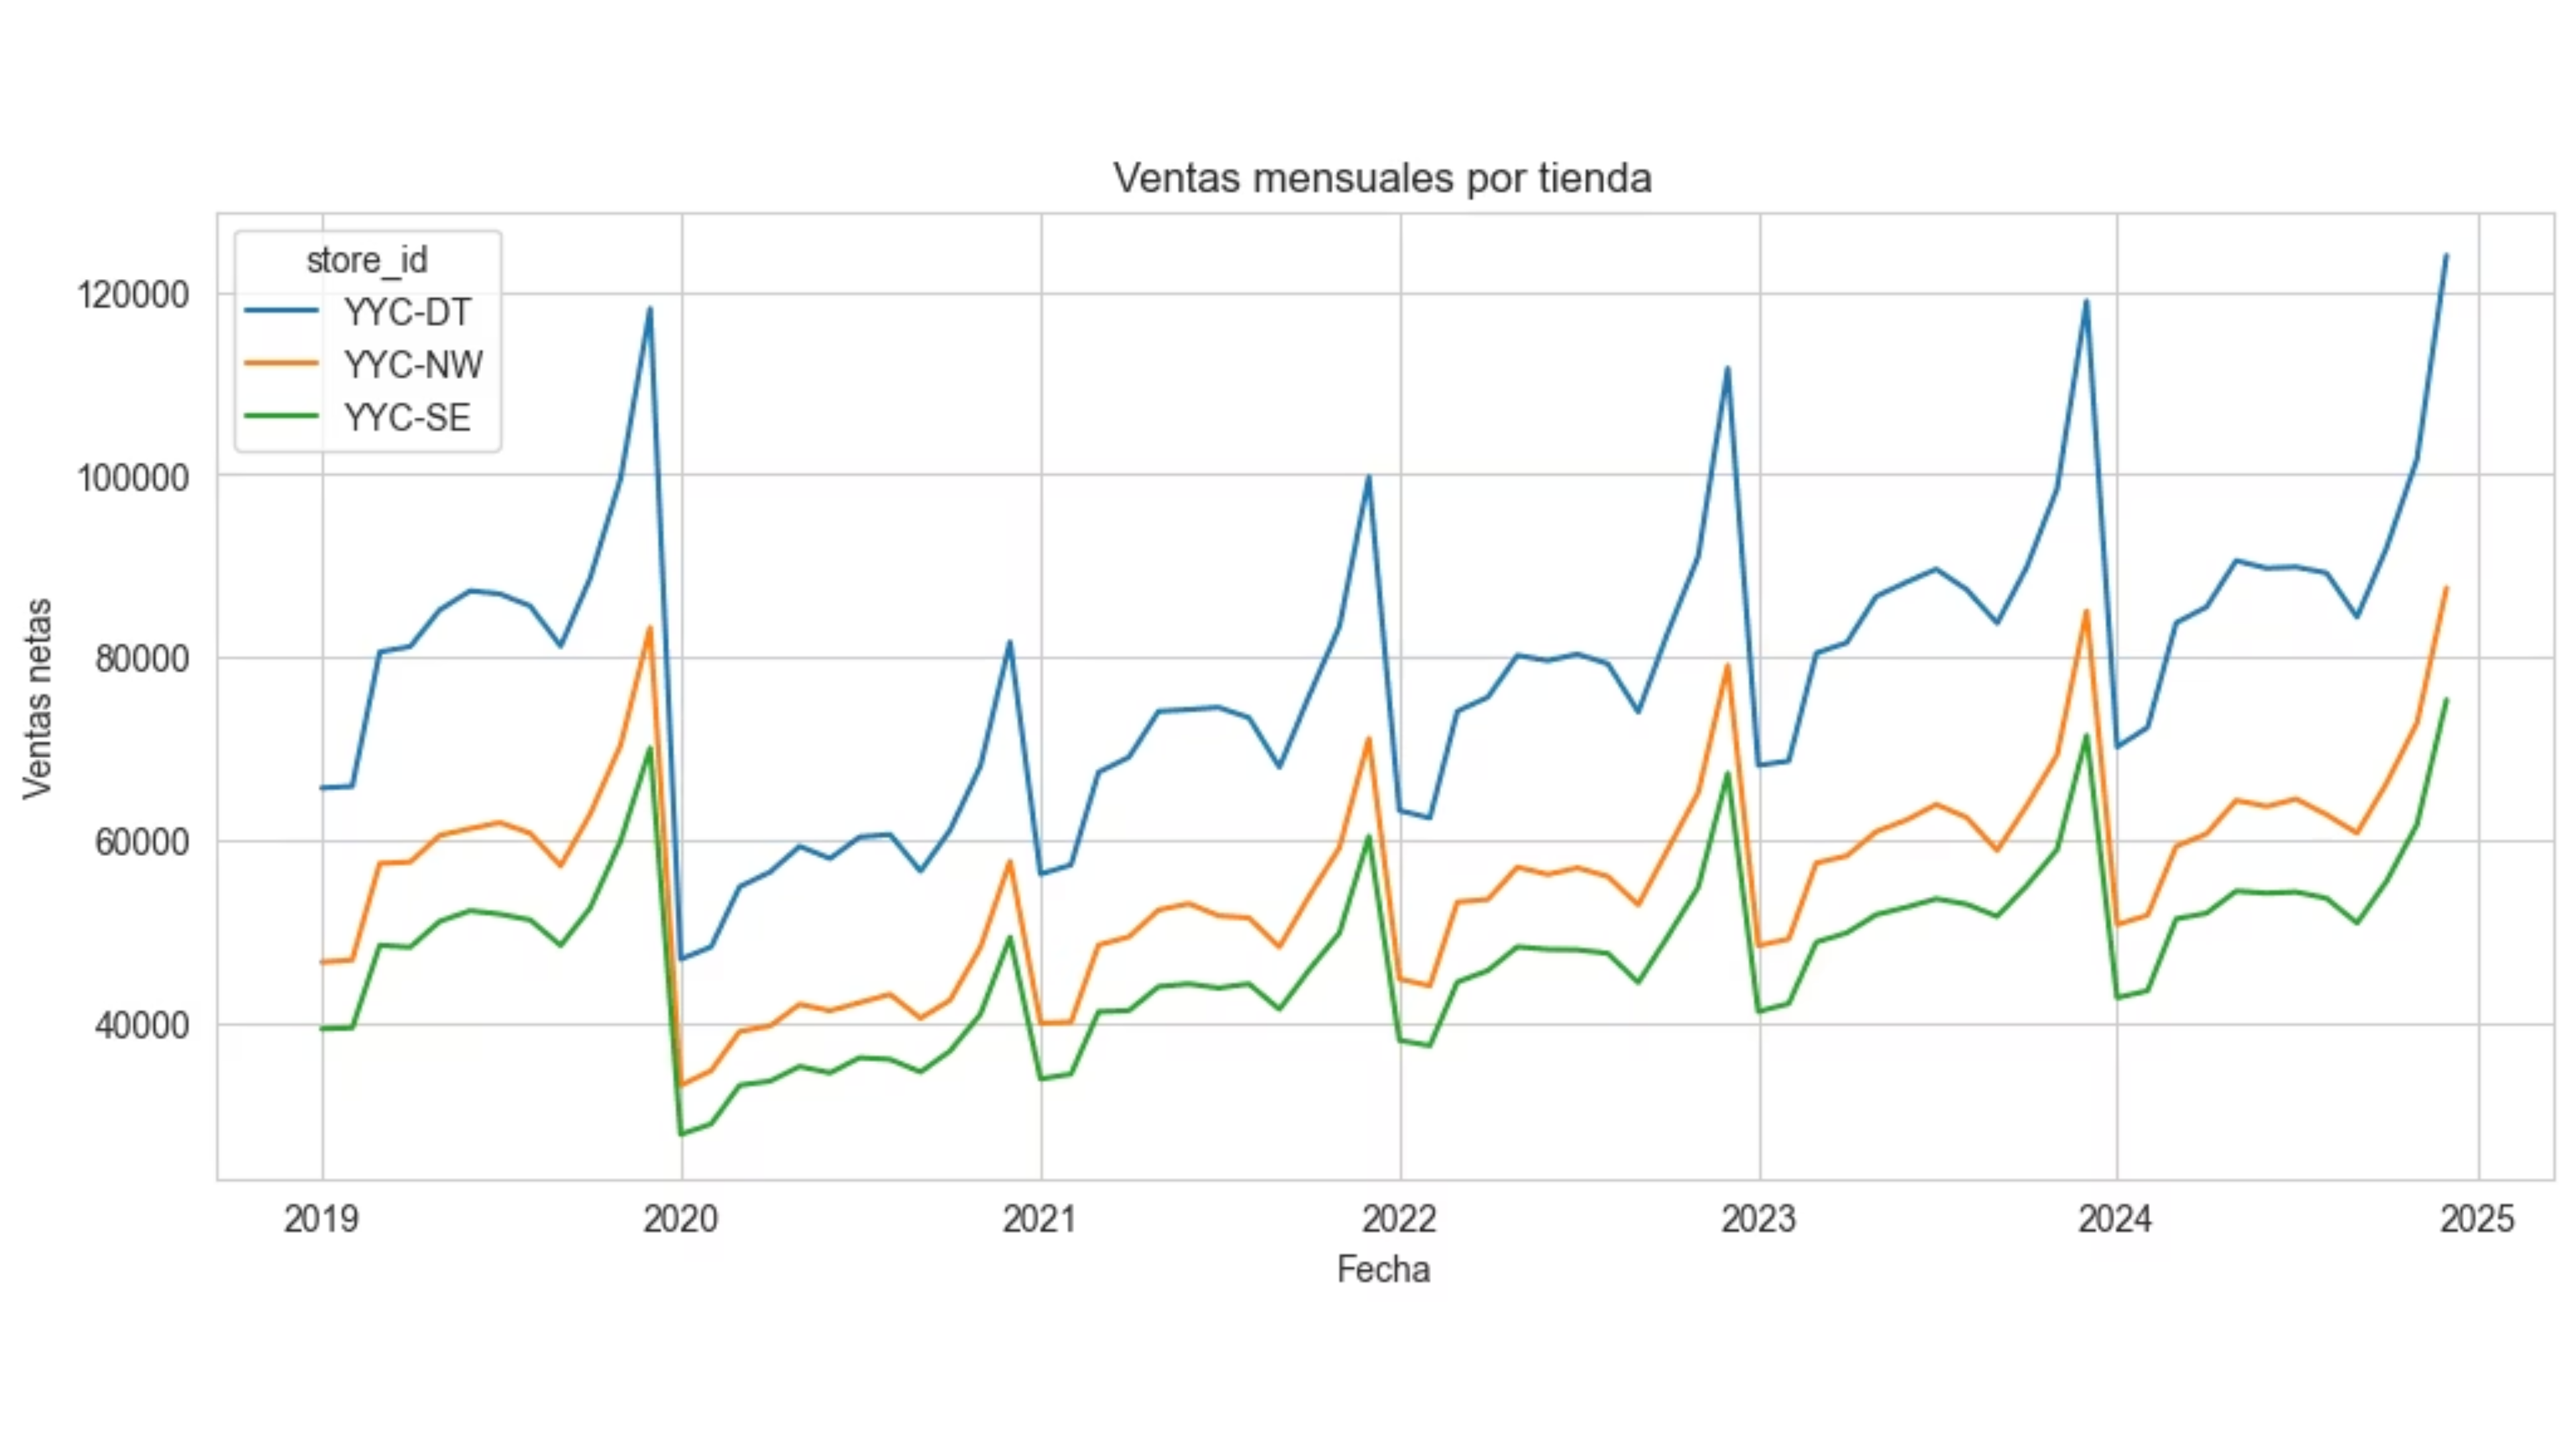 Ventas mensuales por tienda
store_id
YYC-DT
YYC-NW
YYC-SE
120000
100000
80000
60000
40000
Ventas netas
2019 2020 2021 2022 2023 2024 2025
Fecha